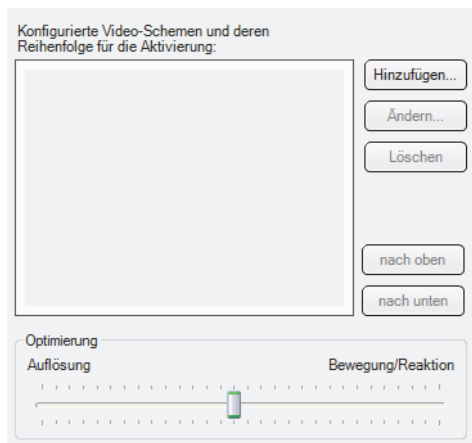 Konfigurierte Video-Schemen und deren
Reihenfolge für die Aktivierung:
Hinzufügen...
Ändern...
Löschen
nach oben
nach unten
Optimierung
Auflösung Bewegung/Reaktion